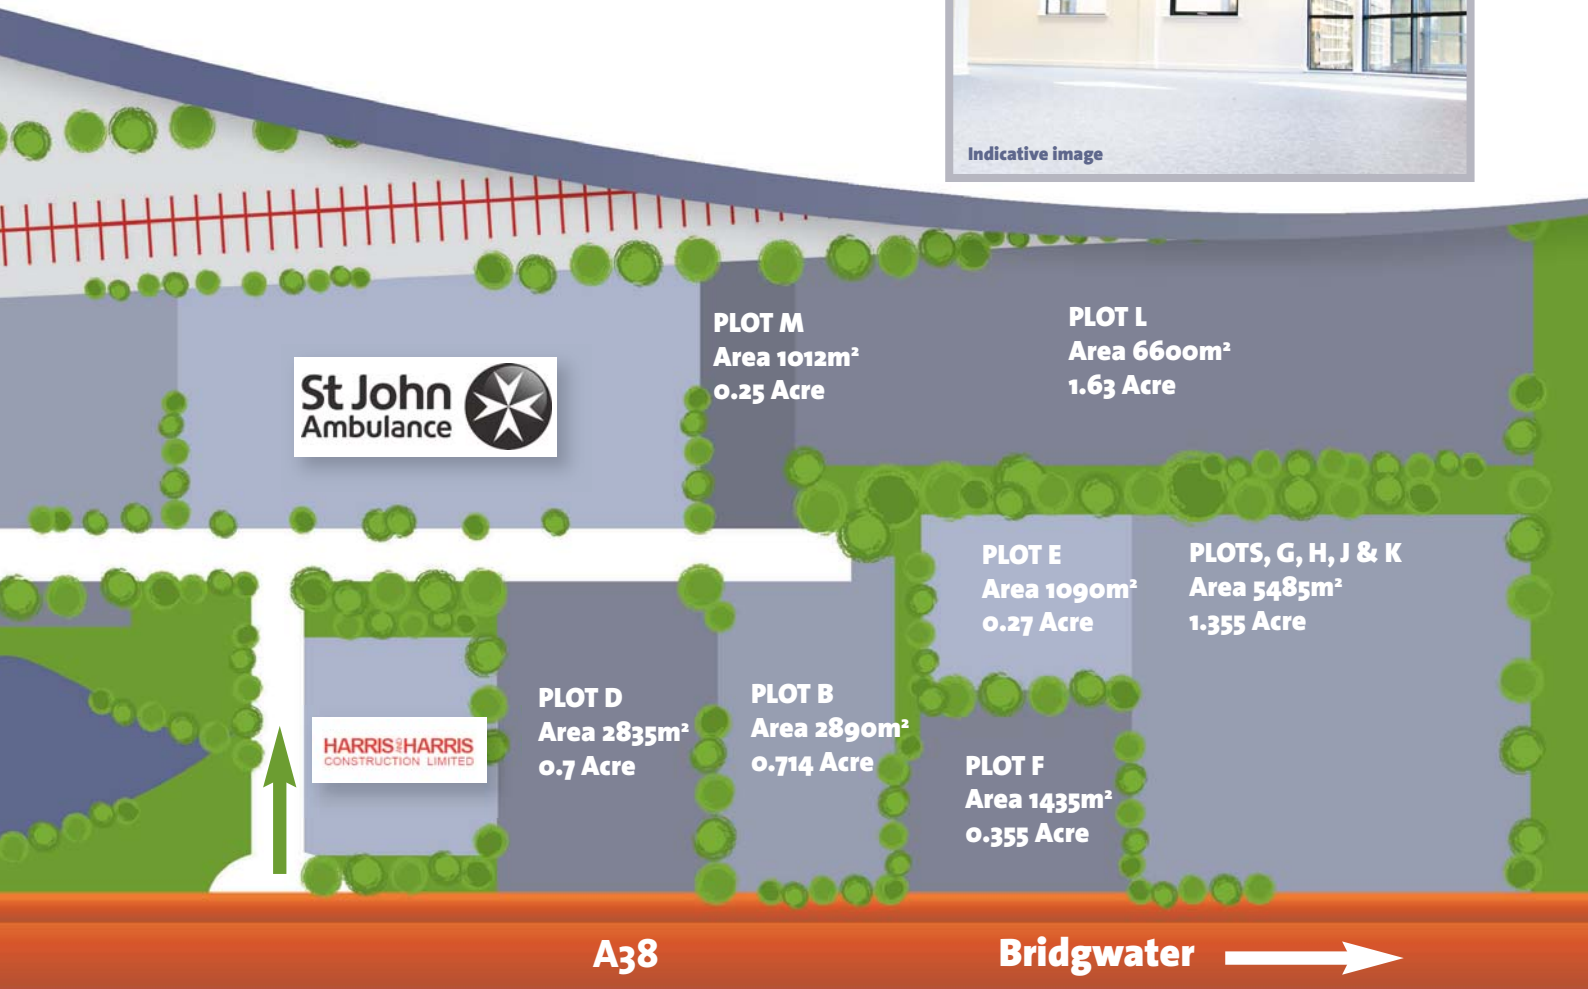 Indicative image
PLOT M
Area 1012m²
0.25 Acre
PLOT L
Area 6600m²
1.63 Acre
St John
Ambulance
PLOT E
Area 1090m²
0.27 Acre
PLOTS, G, H, J & K
Area 5485m²
1.355 Acre
HARRIS AND HARRIS
CONSTRUCTION LIMITED
PLOT D
Area 2835m²
0.7 Acre
PLOT B
Area 2890m²
0.714 Acre
PLOT F
Area 1435m²
0.355 Acre
A38
Bridgwater